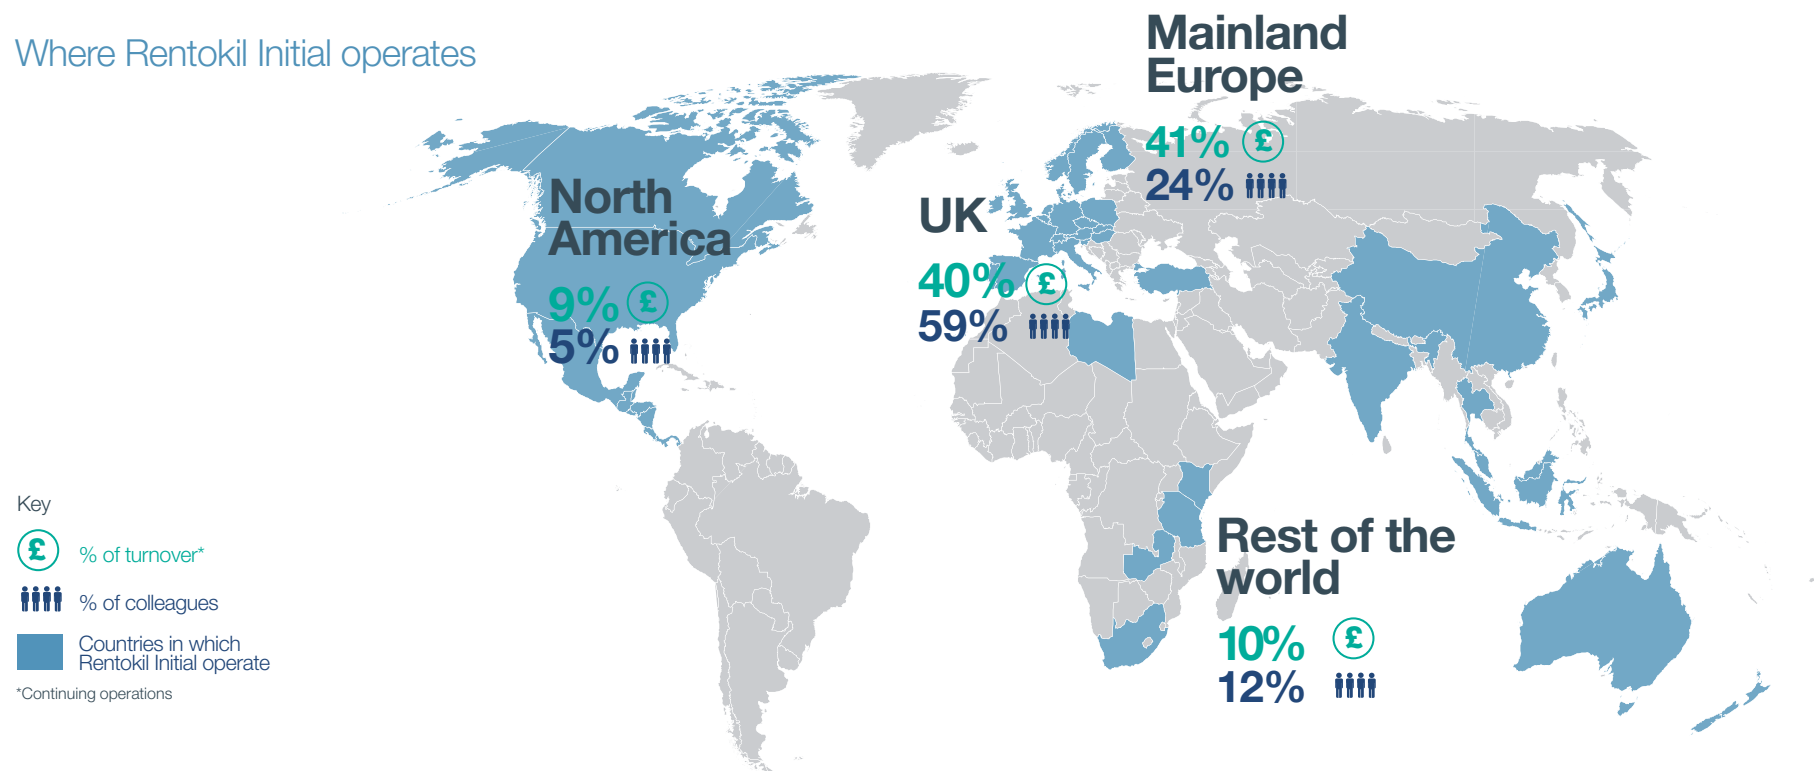 Where Rentokil Initial operates
Mainland
Europe
41% £
24%
North
America
9% £
5%
UK
40% £
59%
Rest of the
world
10% £
12%
Key
£ % of turnover*
% of colleagues
Countries in which
Rentokil Initial operate
*Continuing operations